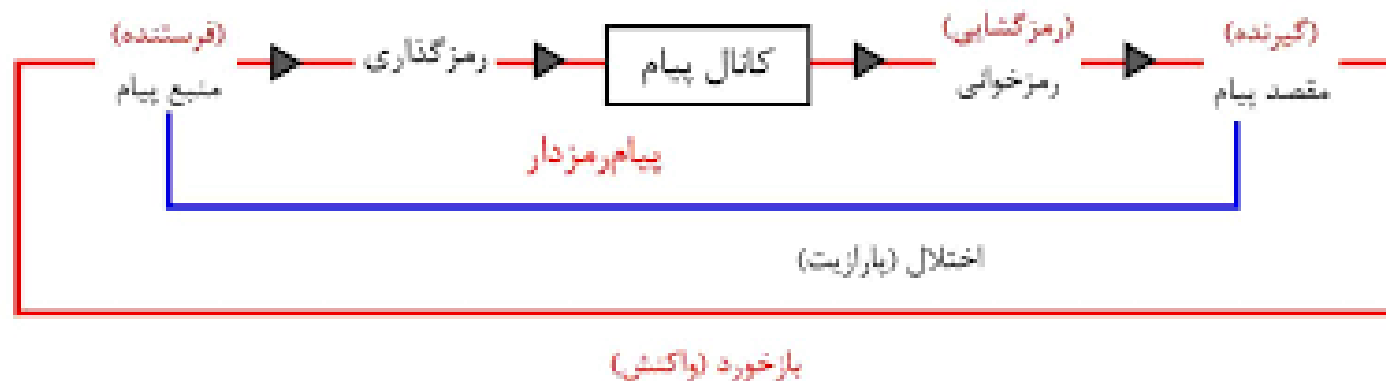 (فرستنده)
منبع پیام
رمزگذاری
کانال پیام
(رمزگشایی)
رمزخوانی
(گیرنده)
مقصد پیام
پیام رمزدار
اختلال (پارازیت)
بازخورد (واکنش)